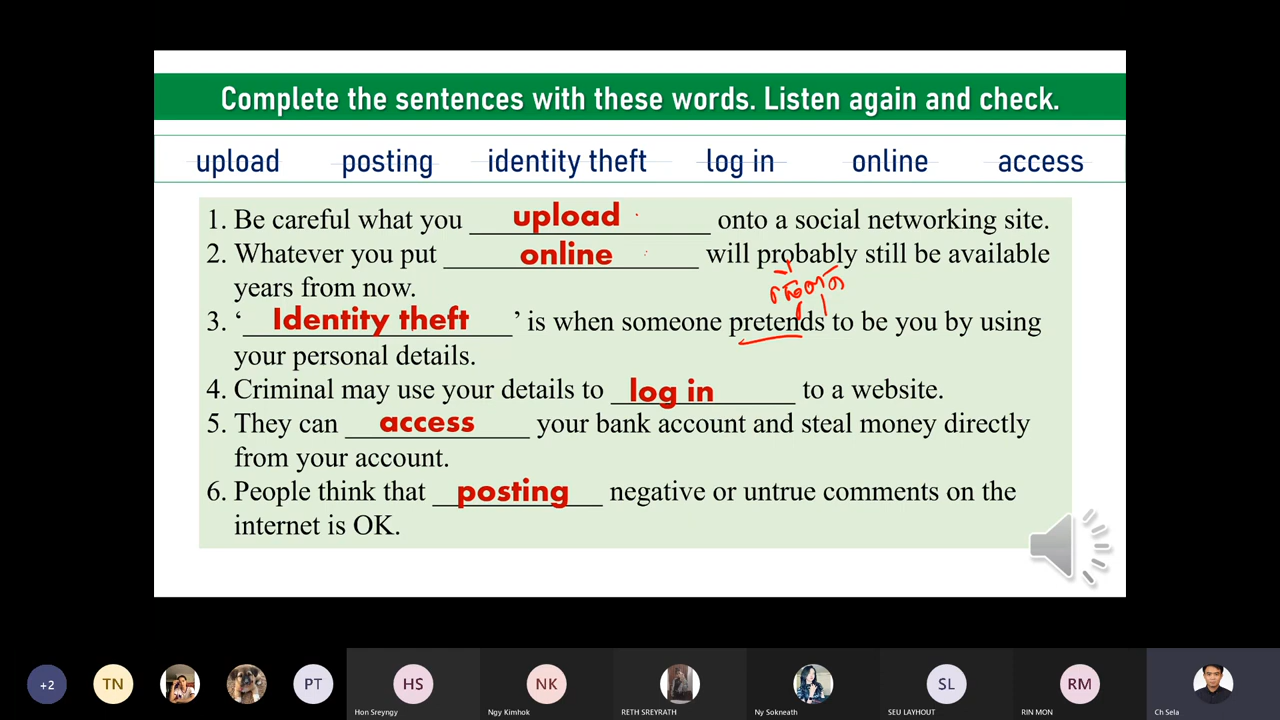 Complete the sentences with these words. Listen again and check.
upload posting identity theft log in online access
1. Be careful what you upload onto a social networking site.
2. Whatever you put online will probably still be available
years from now.
3. ‘Identity theft’ is when someone pretends to be you by using
your personal details.
4. Criminal may use your details to log in to a website.
5. They can access your bank account and steal money directly
from your account.
6. People think that posting negative or untrue comments on the
internet is OK.
+2 TN PT HS NK SL RM
Hon Sreyngy Ngy Kimhok RETH SREYRATH Ny Sokneath SEU LAYHOUT RIN MON Ch Sela